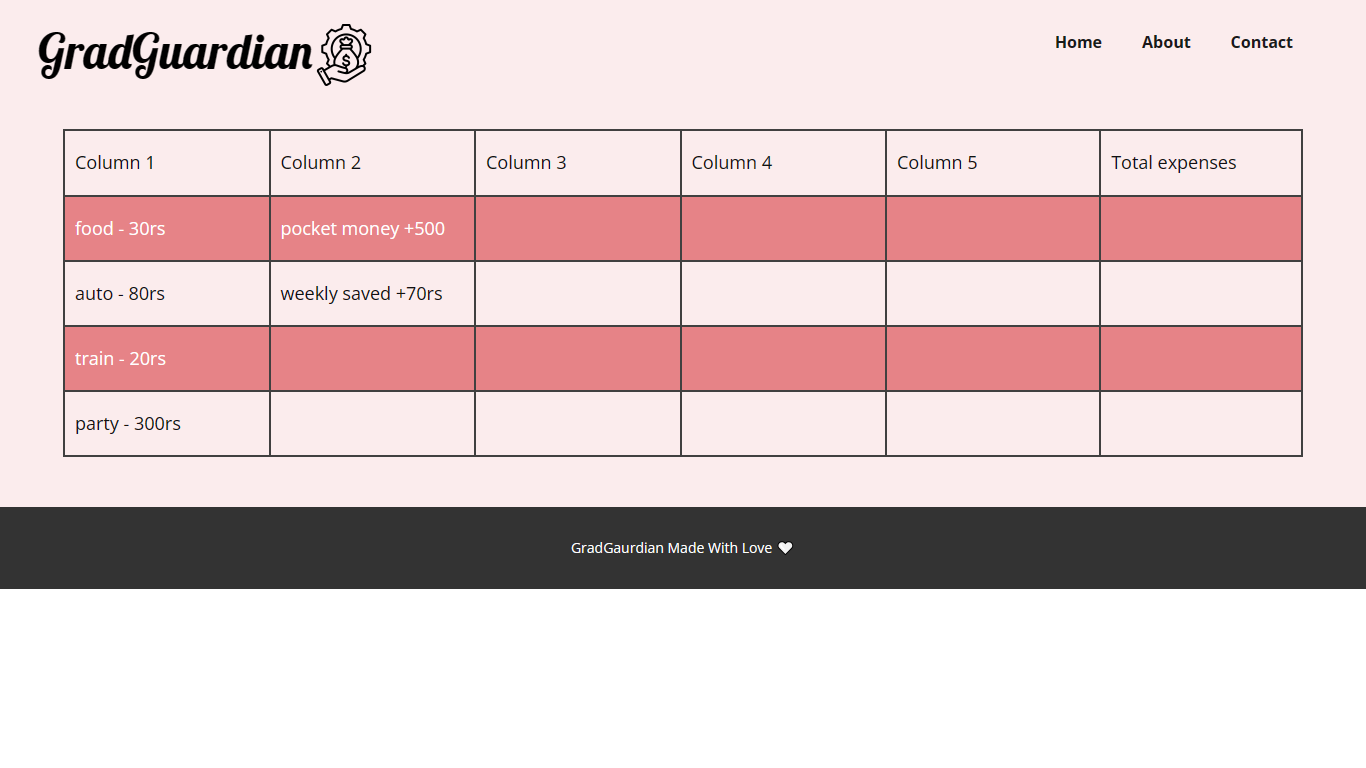 GradGuardian
Home About Contact
Column 1 Column 2 Column 3 Column 4 Column 5 Total expenses
food - 30rs pocket money +500
auto - 80rs weekly saved +70rs
train - 20rs
party - 300rs
GradGaurdian Made With Love 🤍